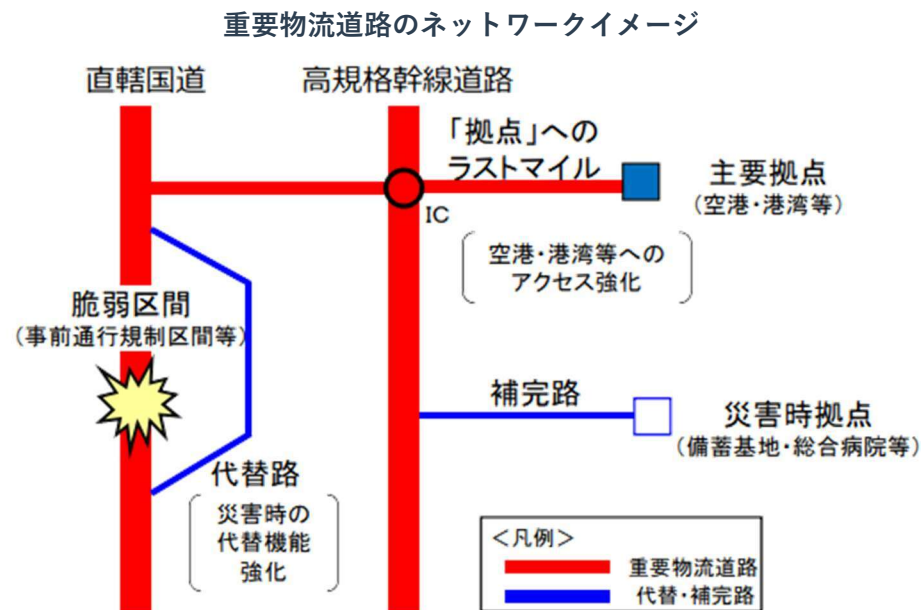 重要物流道路のネットワークイメージ
直轄国道
高規格幹線道路
「拠点」への
ラストマイル
主要拠点
(空港・港湾等)
IC
空港・港湾等への
アクセス強化
脆弱区間
(事前通行規制区間等)
補完路
災害時拠点
(備蓄基地・総合病院等)
代替路
災害時の
代替機能
強化
<凡例>
重要物流道路
代替・補完路